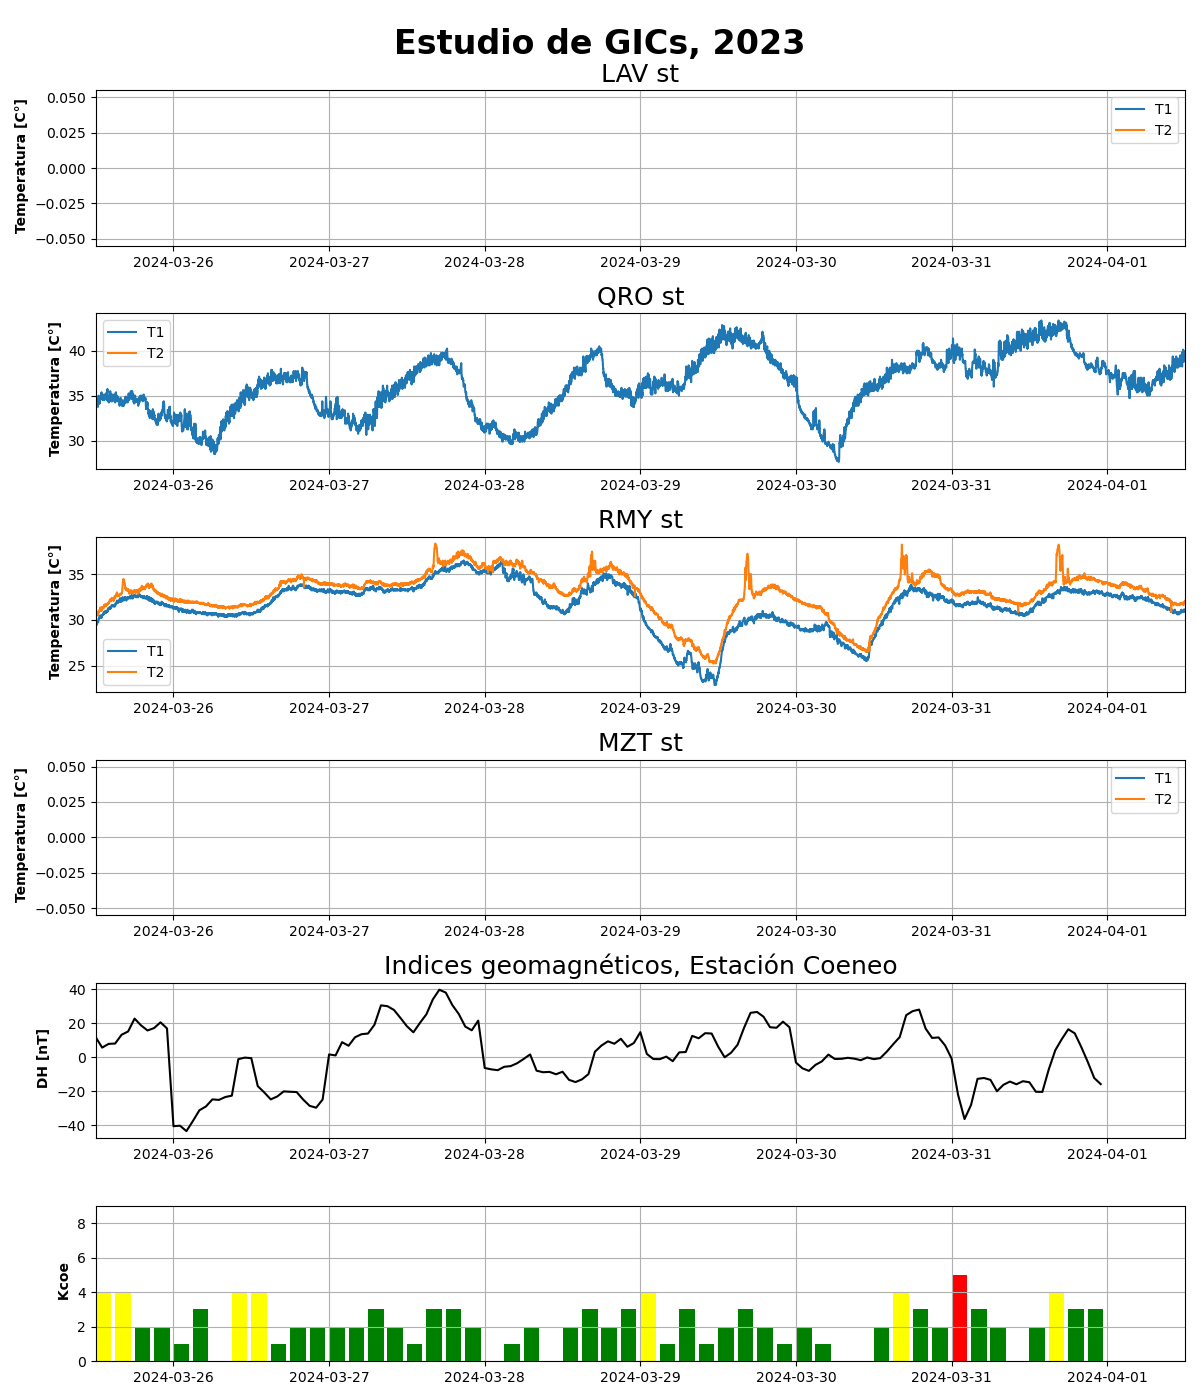 Estudio de GICs, 2023
LAV st
Temperatura [C°]
0.050
0.025
0.000
−0.025
−0.050
T1
T2
2024-03-26 2024-03-27 2024-03-28 2024-03-29 2024-03-30 2024-03-31 2024-04-01
QRO st
Temperatura [C°]
40
35
30
T1
T2
2024-03-26 2024-03-27 2024-03-28 2024-03-29 2024-03-30 2024-03-31 2024-04-01
RMY st
Temperatura [C°]
35
30
25
T1
T2
2024-03-26 2024-03-27 2024-03-28 2024-03-29 2024-03-30 2024-03-31 2024-04-01
MZT st
Temperatura [C°]
0.050
0.025
0.000
−0.025
−0.050
T1
T2
2024-03-26 2024-03-27 2024-03-28 2024-03-29 2024-03-30 2024-03-31 2024-04-01
Indices geomagnéticos, Estación Coeneo
DH [nT]
40
20
0
−20
−40
2024-03-26 2024-03-27 2024-03-28 2024-03-29 2024-03-30 2024-03-31 2024-04-01
Kcoe
8
6
4
2
0
2024-03-26 2024-03-27 2024-03-28 2024-03-29 2024-03-30 2024-03-31 2024-04-01